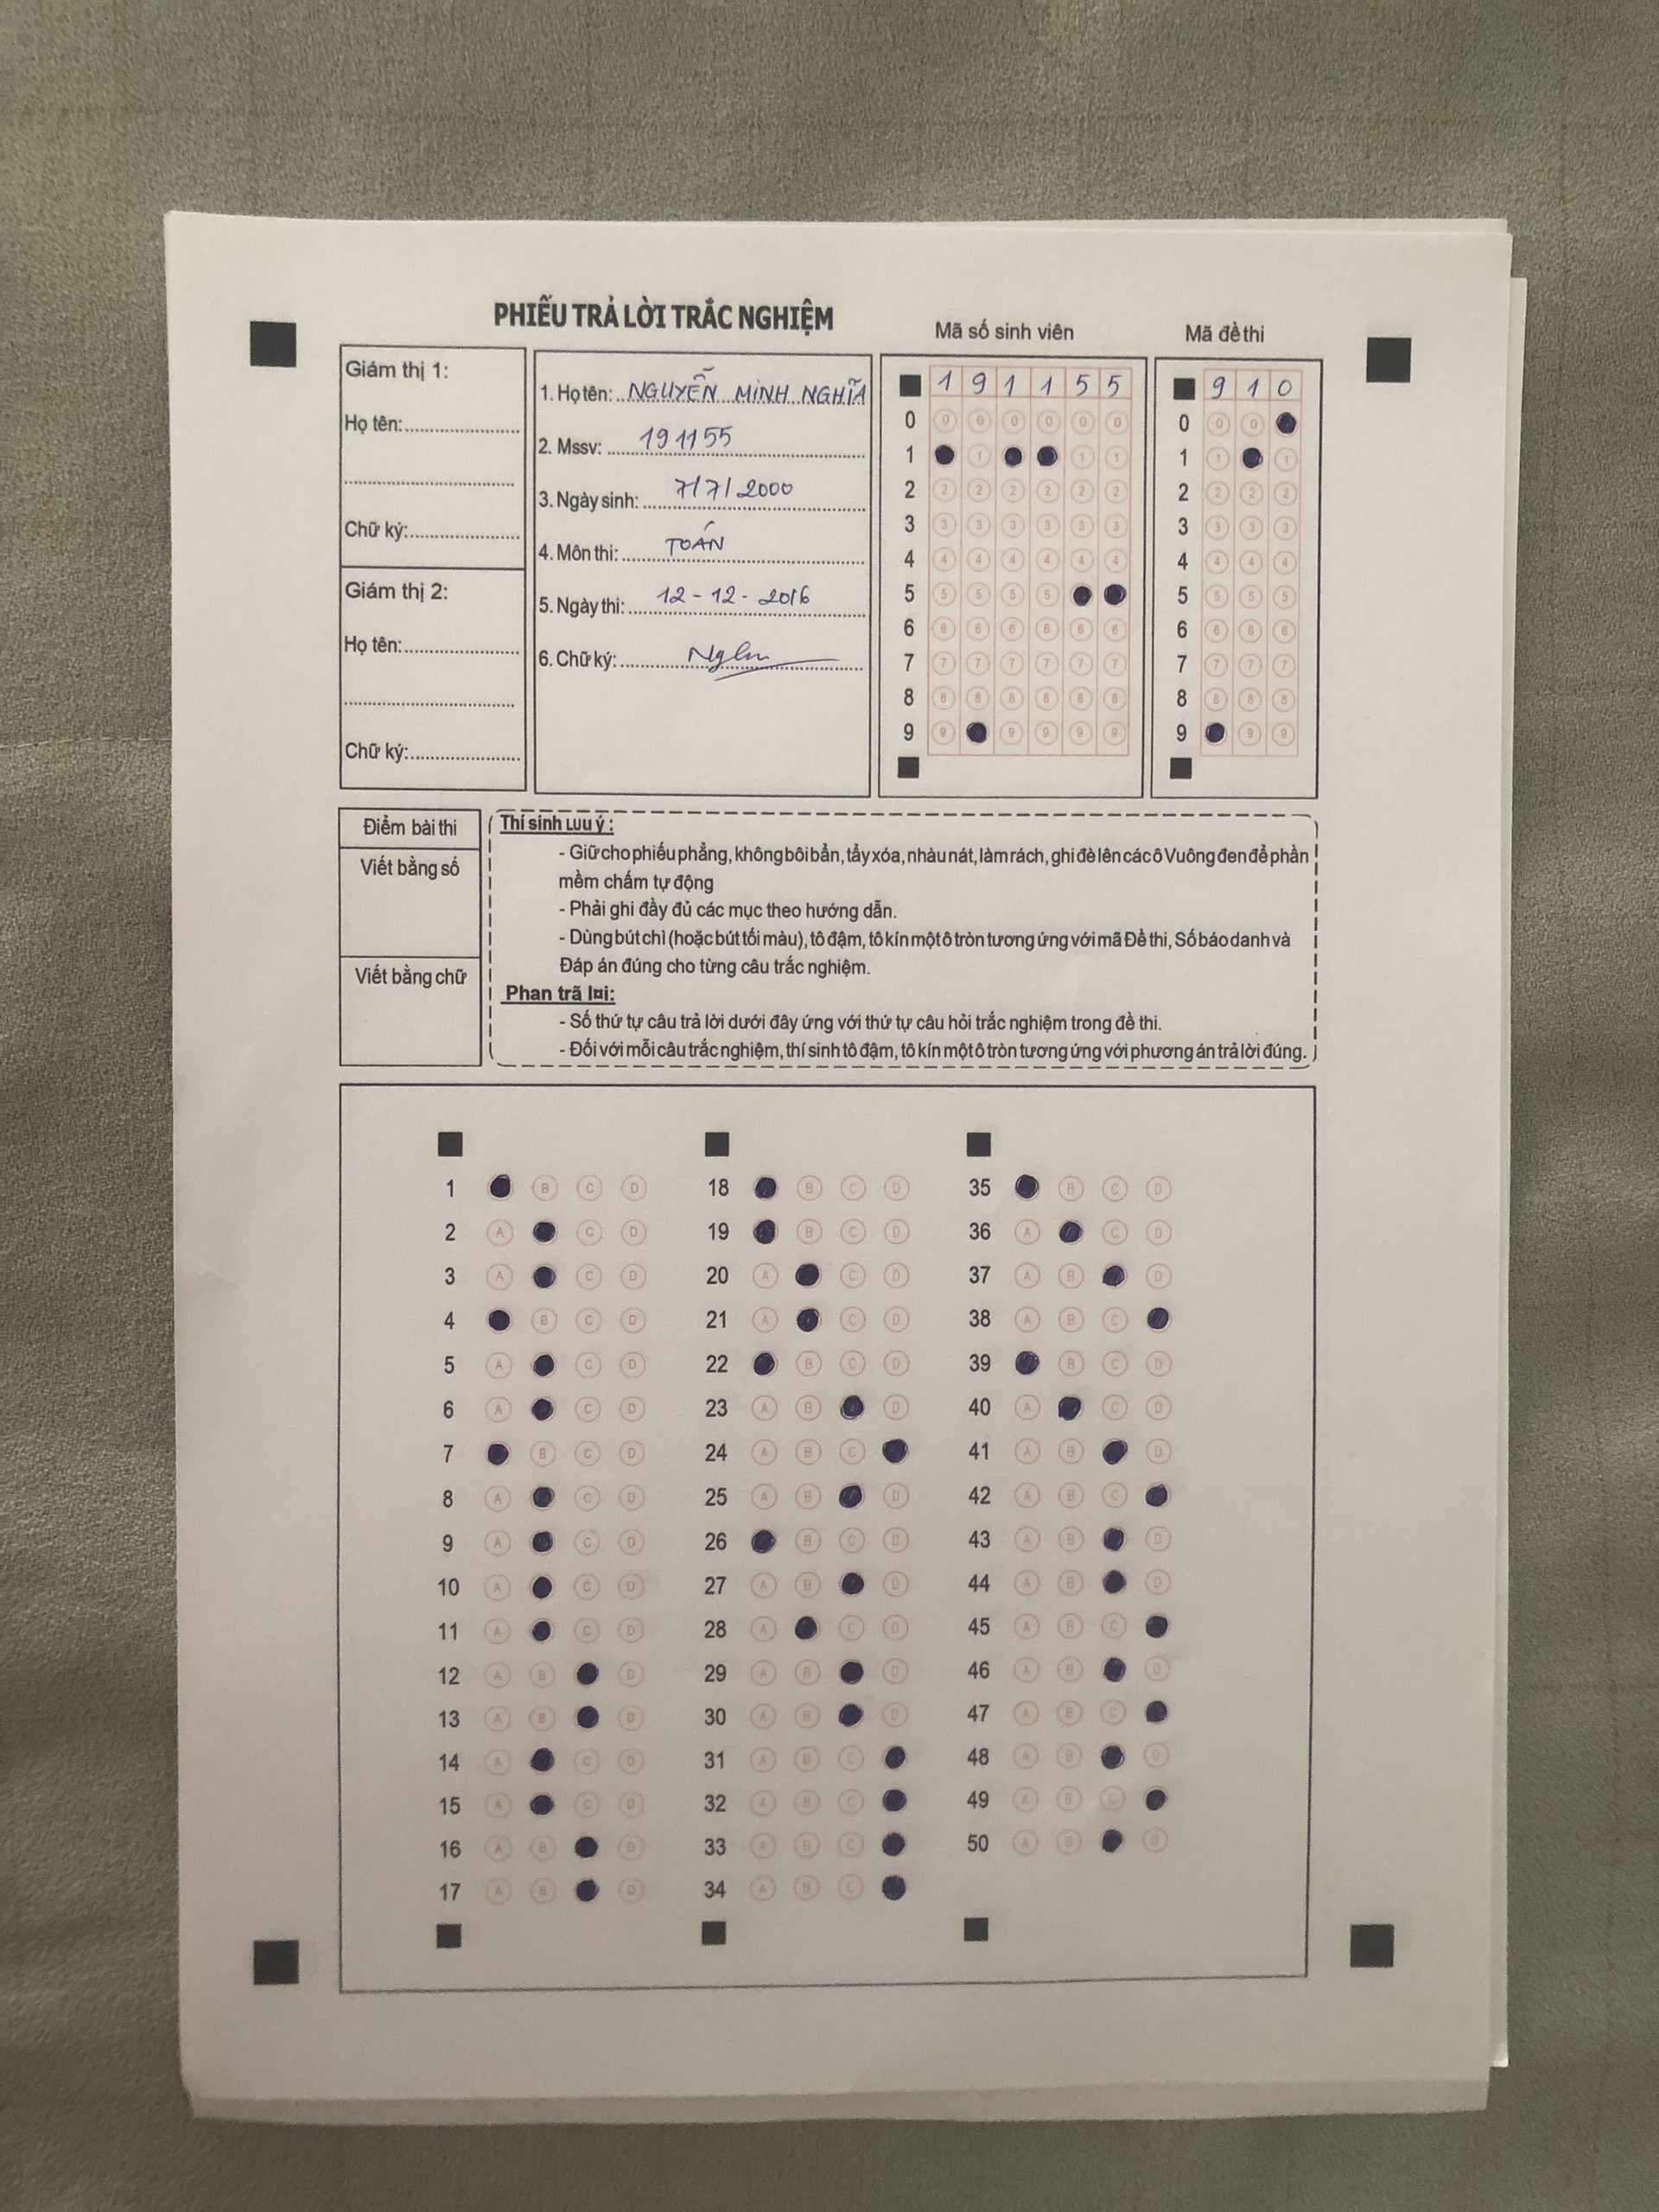 PHIẾU TRẢ LỜI TRẮC NGHIỆM
Mã số sinh viên
Mã đề thi
Giám thị 1:
Họ tên:
Chữ ký:
Giám thị 2:
Họ tên:
Chữ ký:
1. Họ tên: NGUYỄN MINH NGHĨA
2. Mssv: 191155
3. Ngày sinh: 7/7/2000
4. Môn thi: TOÁN
5. Ngày thi: 12-12-2016
6. Chữ ký:
1 9 1 1 5 5
0 0 0 0 0 0 0
1 1 1 1
2 2 2 2 2 2 2
3 3 3 3 3 3 3
4 4 4 4 4 4 4
5 5 5 5 5
6 6 6 6 6 6 6
7 7 7 7 7 7 7
8 8 8 8 8 8 8
9 9 9 9 9 9
9 1 0
0 0 0
1 1 1
2 2 2 2
3 3 3 3
4 4 4 4
5 5 5 5
6 6 6 6
7 7 7 7
8 8 8 8
9 9 9
Điểm bài thi
Viết bằng số
Viết bằng chữ
Thí sinh Lưu ý :
- Giữ cho phiếu phẳng, không bôi bẩn, tẩy xóa, nhàu nát, làm rách, ghi đè lên các ô Vuông đen để phần
mềm chấm tự động
- Phải ghi đầy đủ các mục theo hướng dẫn.
- Dùng bút chì (hoặc bút tối màu), tô đậm, tô kín một ô tròn tương ứng với mã Đề thi, Số báo danh và
Đáp án đúng cho từng câu trắc nghiệm.
Phan trã l¤i:
- Số thứ tự câu trả lời dưới đây ứng với thứ tự câu hỏi trắc nghiệm trong đề thi.
- Đối với mỗi câu trắc nghiệm, thí sinh tô đậm, tô kín một ô tròn tương ứng với phương án trả lời đúng.
1 B C D
2 A C D
3 A C D
4 B C D
5 A C D
6 A C D
7 B C D
8 A C D
9 A C D
10 A C D
11 A C D
12 A B D
13 A B D
14 A C D
15 A C D
16 A B D
17 A B D
18 B C D
19 B C D
20 A C D
21 A C D
22 B C D
23 A B D
24 A B C
25 A B D
26 B C D
27 A B D
28 A C D
29 A B D
30 A B D
31 A B C
32 A B C
33 A B C
34 A B C
35 B C D
36 A C D
37 A B D
38 A B C
39 B C D
40 A C D
41 A B D
42 A B C
43 A B D
44 A B D
45 A B C
46 A B D
47 A B C
48 A B D
49 A B C
50 A B D